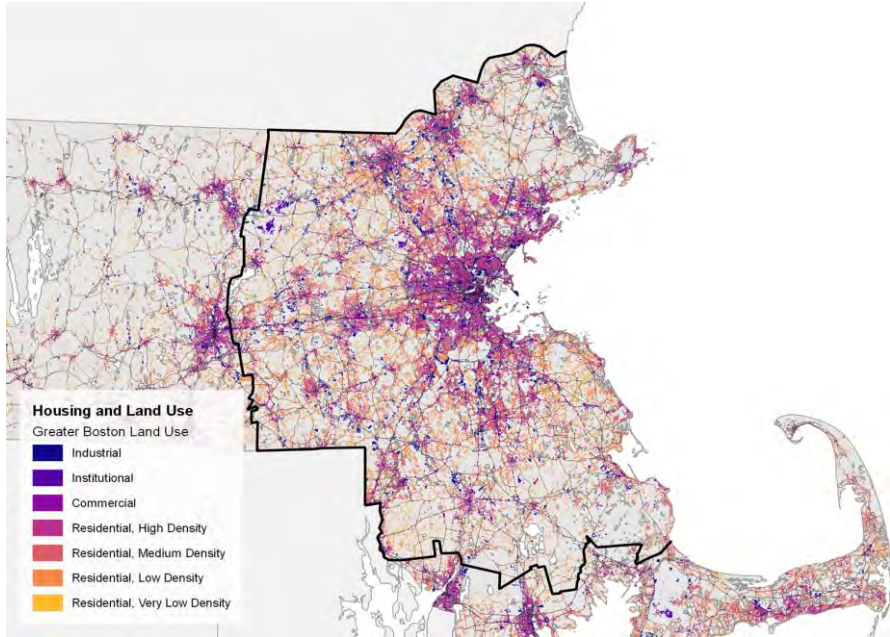 Housing and Land Use
Greater Boston Land Use
Industrial
Institutional
Commercial
Residential, High Density
Residential, Medium Density
Residential, Low Density
Residential, Very Low Density